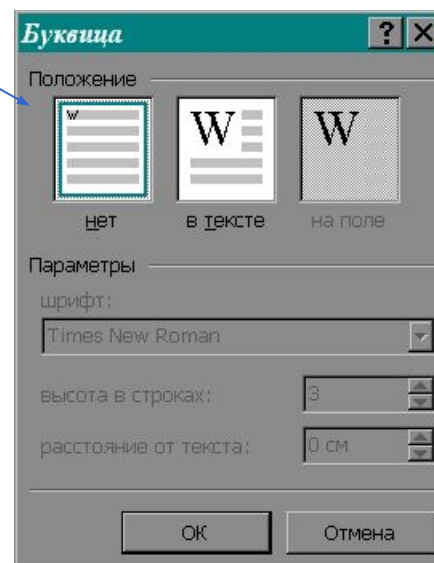 Буквица ? ×
Положение
w W W
нет в тексте на поле
Параметры
шрифт:
Times New Roman
высота в строках: 3
расстояние от текста: 0 см
ОК Отмена